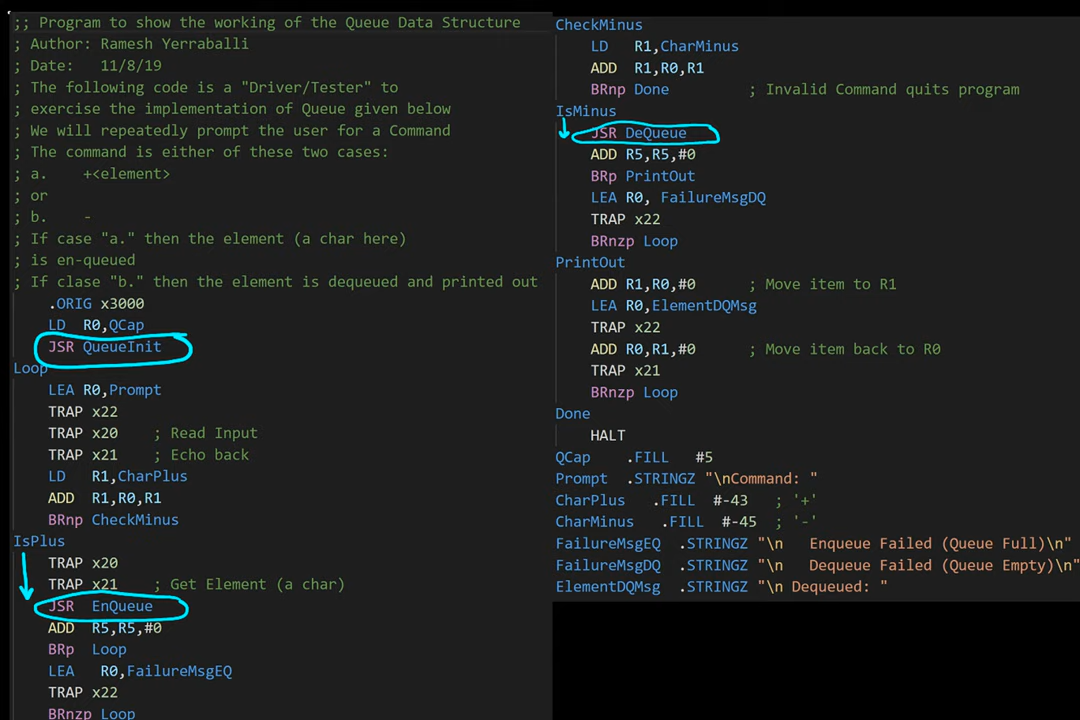 ;; Program to show the working of the Queue Data Structure
; Author: Ramesh Yerraballi
; Date:   11/8/19
; The following code is a "Driver/Tester" to
; exercise the implementation of Queue given below
; We will repeatedly prompt the user for a Command
; The command is either of these two cases:
; a.    +<element>
; or
; b.    -
; If case "a." then the element (a char here)
; is en-queued
; If clase "b." then the element is dequeued and printed out
.ORIG x3000
LD  R0,QCap
JSR QueueInit
Loop
LEA R0,Prompt
TRAP x22
TRAP x20    ; Read Input
TRAP x21    ; Echo back
LD  R1,CharPlus
ADD  R1,R0,R1
BRnp CheckMinus
IsPlus
TRAP x20
TRAP x21    ; Get Element (a char)
JSR  EnQueue
ADD  R5,R5,#0
BRp  Loop
LEA   R0,FailureMsgEQ
TRAP x22
BRnzp Loop
CheckMinus
LD   R1,CharMinus
ADD  R1,R0,R1
BRnp Done         ; Invalid Command quits program
IsMinus
JSR DeQueue
ADD R5,R5,#0
BRp PrintOut
LEA R0, FailureMsgDQ
TRAP x22
BRnzp Loop
PrintOut
ADD R1,R0,#0      ; Move item to R1
LEA R0,ElementDQMsg
TRAP x22
ADD R0,R1,#0      ; Move item back to R0
TRAP x21
BRnzp Loop
Done
HALT
QCap    .FILL   #5
Prompt  .STRINGZ "\nCommand: "
CharPlus   .FILL  #-43   ; '+'
CharMinus   .FILL  #-45  ; '-'
FailureMsgEQ  .STRINGZ "\n   Enqueue Failed (Queue Full)\n"
FailureMsgDQ  .STRINGZ "\n   Dequeue Failed (Queue Empty)\n"
ElementDQMsg  .STRINGZ "\n Dequeued: "